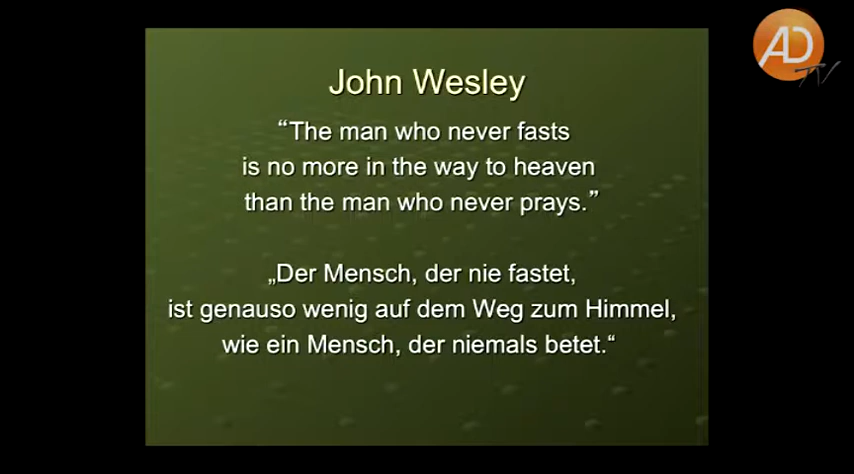 AD
TV
John Wesley
“The man who never fasts
is no more in the way to heaven
than the man who never prays.”
„Der Mensch, der nie fastet,
ist genauso wenig auf dem Weg zum Himmel,
wie ein Mensch, der niemals betet.“